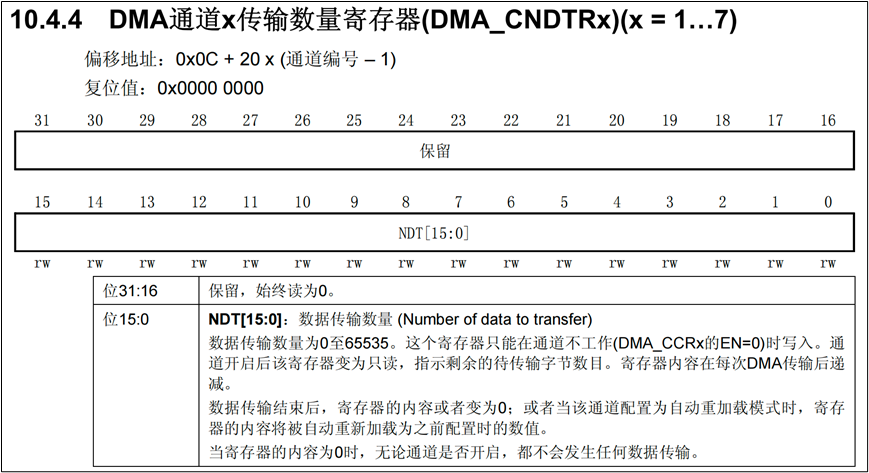 10.4.4 DMA通道x传输数量寄存器(DMA_CNDTRx)(x = 1…7)
偏移地址：0x0C + 20 x (通道编号 – 1)
复位值：0x0000 0000
31 30 29 28 27 26 25 24 23 22 21 20 19 18 17 16
保留
15 14 13 12 11 10 9 8 7 6 5 4 3 2 1 0
NDT[15:0]
rw rw rw rw rw rw rw rw rw rw rw rw rw rw rw rw
位31:16 保留，始终读为0。
位15:0 NDT[15:0]：数据传输数量 (Number of data to transfer)
数据传输数量为0至65535。这个寄存器只能在通道不工作(DMA_CCRx的EN=0)时写入。通
道开启后该寄存器变为只读，指示剩余的待传输字节数目。寄存器内容在每次DMA传输后递
减。
数据传输结束后，寄存器的内容或者变为0；或者当该通道配置为自动重加载模式时，寄存
器的内容将被自动重新加载为之前配置时的数值。
当寄存器的内容为0时，无论通道是否开启，都不会发生任何数据传输。